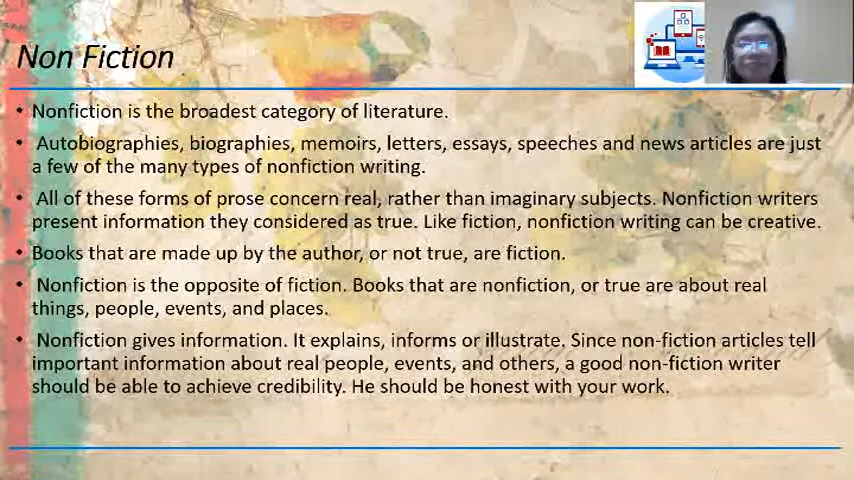 Non Fiction
• Nonfiction is the broadest category of literature.
• Autobiographies, biographies, memoirs, letters, essays, speeches and news articles are just
a few of the many types of nonfiction writing.
• All of these forms of prose concern real, rather than imaginary subjects. Nonfiction writers
present information they considered as true. Like fiction, nonfiction writing can be creative.
• Books that are made up by the author, or not true, are fiction.
• Nonfiction is the opposite of fiction. Books that are nonfiction, or true are about real
things, people, events, and places.
• Nonfiction gives information. It explains, informs or illustrate. Since non-fiction articles tell
important information about real people, events, and others, a good non-fiction writer
should be able to achieve credibility. He should be honest with your work.